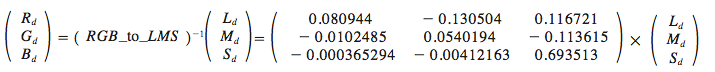 ( R_d G_d B_d ) = ( RGB_to_LMS )^-1 ( L_d M_d S_d ) = ( 0.080944 − 0.130504 0.116721
− 0.0102485 0.0540194 − 0.113615
− 0.000365294 − 0.00412163 0.693513 ) × ( L_d M_d S_d )